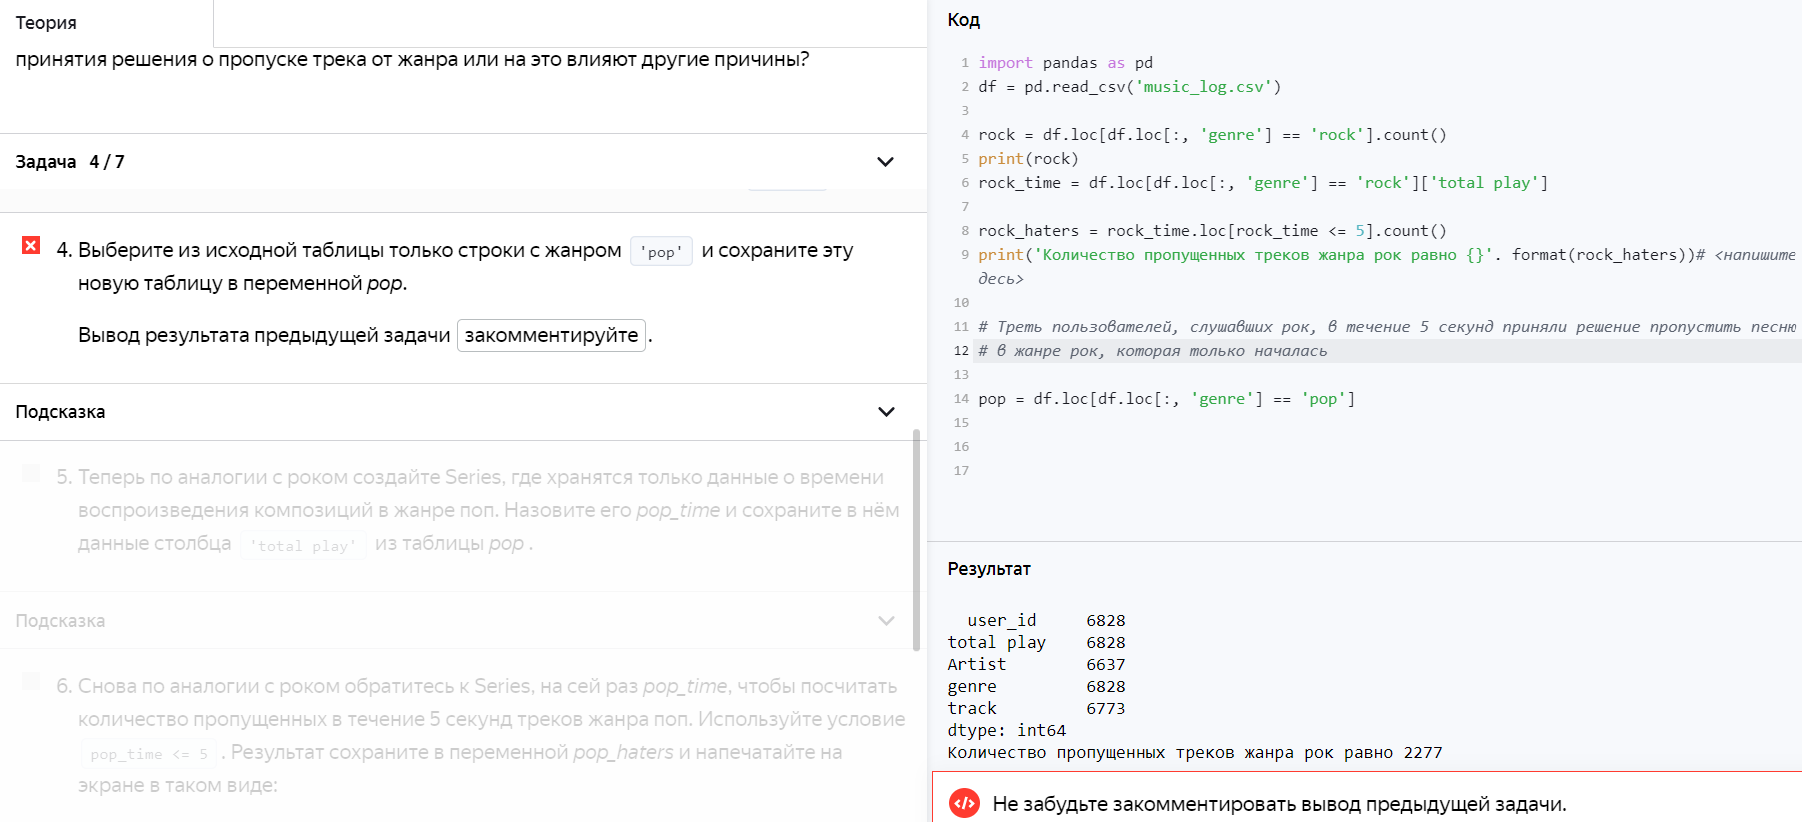 Теория
принятия решения о пропуске трека от жанра или на это влияют другие причины?
Задача 4 / 7
4. Выберите из исходной таблицы только строки с жанром 'pop' и сохраните эту
новую таблицу в переменной pop.
Вывод результата предыдущей задачи закомментируйте.
Подсказка
5. Теперь по аналогии с роком создайте Series, где хранятся только данные о времени
воспроизведения композиций в жанре поп. Назовите его pop_time и сохраните в нём
данные столбца 'total play' из таблицы pop .
Подсказка
6. Снова по аналогии с роком обратитесь к Series, на сей раз pop_time, чтобы посчитать
количество пропущенных в течение 5 секунд треков жанра поп. Используйте условие
pop_time <= 5 . Результат сохраните в переменной pop_haters и напечатайте на
экране в таком виде:
Код
1 import pandas as pd
2 df = pd.read_csv('music_log.csv')
3
4 rock = df.loc[df.loc[:, 'genre'] == 'rock'].count()
5 print(rock)
6 rock_time = df.loc[df.loc[:, 'genre'] == 'rock']['total play']
7
8 rock_haters = rock_time.loc[rock_time <= 5].count()
9 print('Количество пропущенных треков жанра рок равно {}'. format(rock_haters))# <напишите
десь>
10
11 # Треть пользователей, слушавших рок, в течение 5 секунд приняли решение пропустить песню
12 # в жанре рок, которая только началась
13
14 pop = df.loc[df.loc[:, 'genre'] == 'pop']
15
16
17
Результат
user_id 6828
total play 6828
Artist 6637
genre 6828
track 6773
dtype: int64
Количество пропущенных треков жанра рок равно 2277
Не забудьте закомментировать вывод предыдущей задачи.